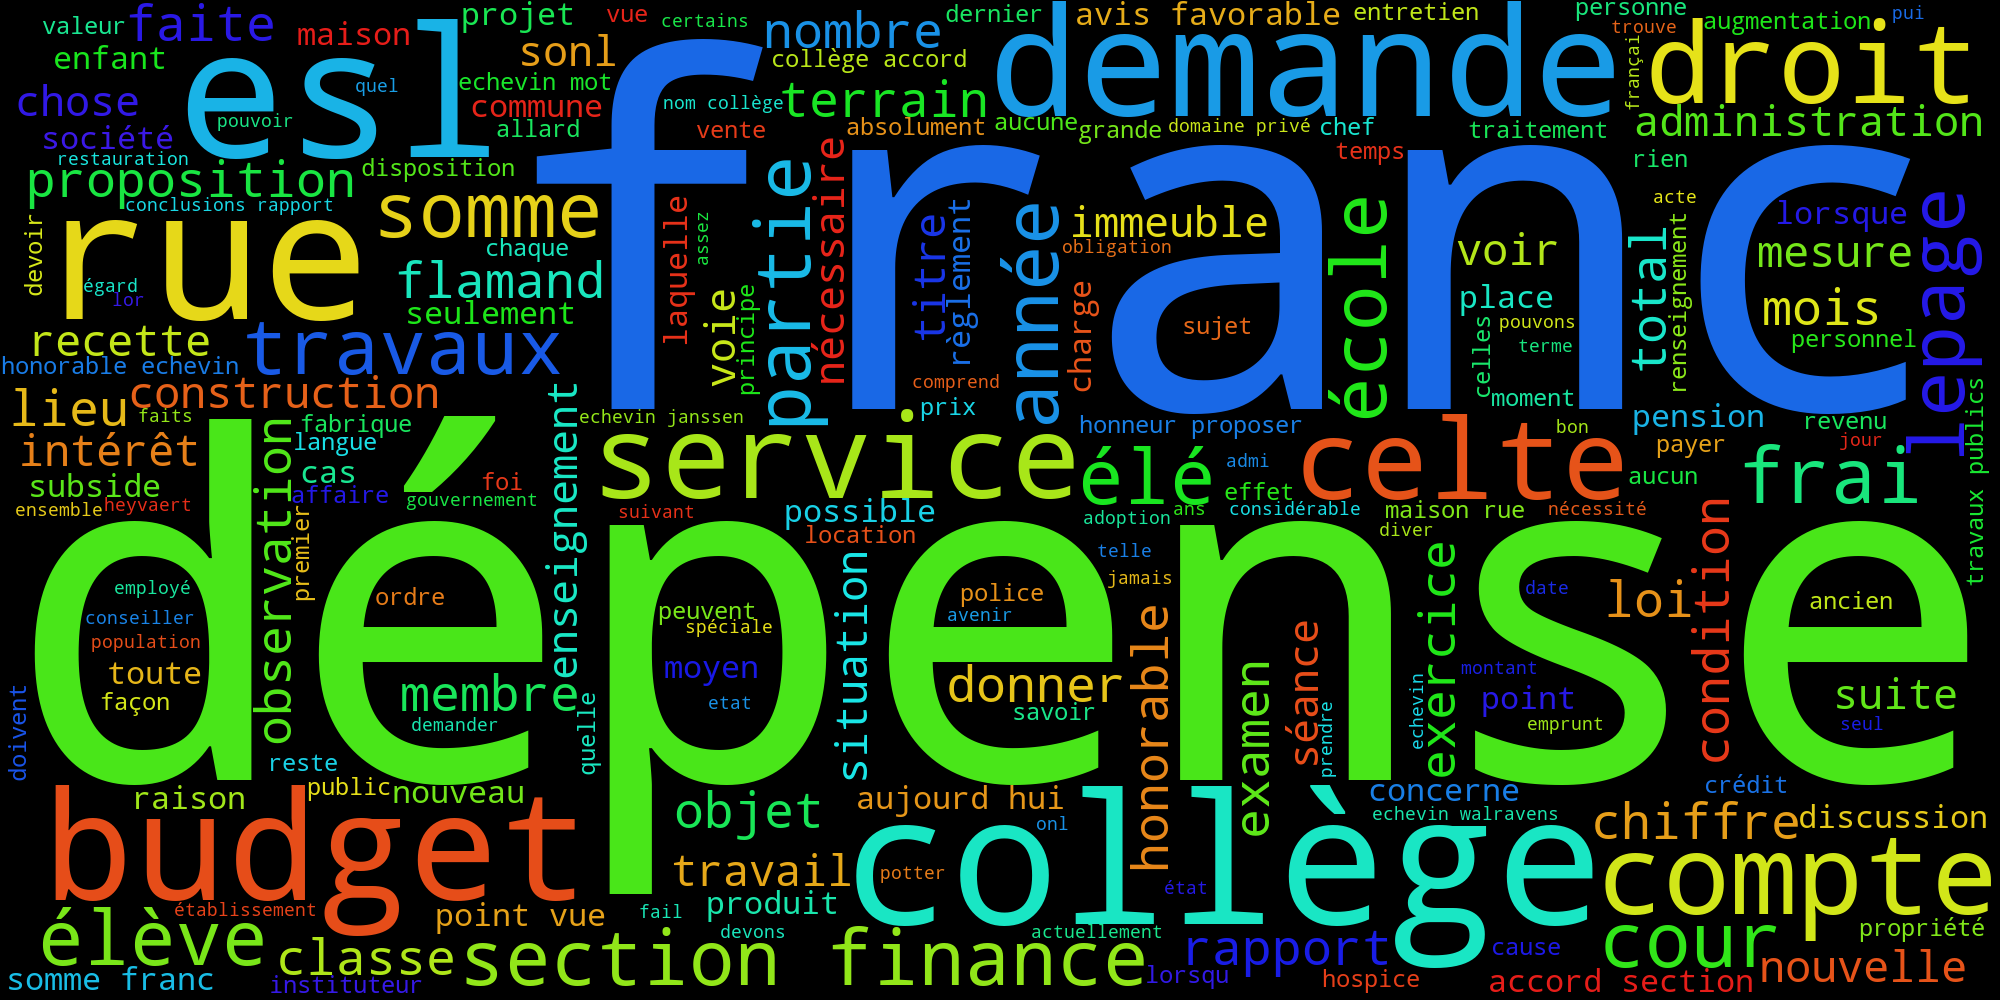 valeur
faite
maison
projet
vue
certains
nombre
dernier
avis favorable
entretien
personne
augmentation
pui
trouve
enfant
esl
quel
sonl
echevin mot
collège accord
demande
droit
françai
chose
société
pouvoir
commune
allard
nom collège
terrain
vente
absolument
aucune
grande
domaine privé
chef
traitement
administration
restauration
proposition
disposition
conclusions rapport
franc
temps
rien
acte
devoir
rue
égard
lor
somme
chaque
flamand
seulement
laquelle
assez
voie
principe
partie
nécessaire
titre
règlement
année
immeuble
obligation
charge
sujet
école
voir
place
pouvons
celles
terme
moment
total
renseignement
lorsque
mesure
mois
personnel
lepage
recette
travaux
honorable echevin
construction
comprend
prix
lieu
faits
fabrique
langue
echevin janssen
service
honneur proposer
celte
bon
pension
payer
revenu
jour
travaux publics
intérêt
cas
subside
affaire
foi
gouvernement
ensemble
heyvaert
premier
observation
enseignement
suivant
possible
location
élé
admi
effet
adoption
ans
considérable
maison rue
diver
nécessité
aucun
frai
dépense
employé
conseiller
population
toute
façon
doivent
ordre
membre
demander
peuvent
spéciale
moyen
etat
quelle
situation
police
avenir
donner
savoir
telle
jamais
honorable
examen
séance
prendre
echevin
exercice
date
montant
point
emprunt
loi
condition
ancien
suite
seul
reste
raison
public
nouveau
budget
objet
aujourd hui
onl
travail
potter
collège
état
concerne
echevin walravens
crédit
chiffre
discussion
compte
établissement
point vue
fail
produit
élève
classe
section finance
devons
actuellement
rapport
lorsqu
cause
cour
propriété
somme franc
instituteur
hospice
accord section
nouvelle